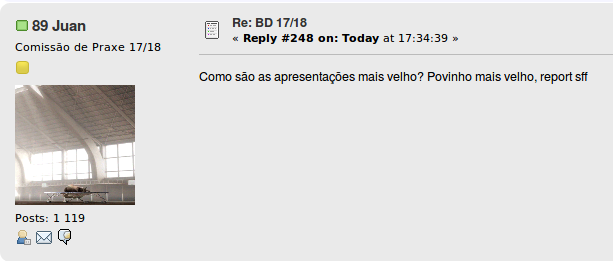 89 Juan
Comissão de Praxe 17/18
Posts: 1 119
Re: BD 17/18
« Reply #248 on: Today at 17:34:39 »
Como são as apresentações mais velho? Povinho mais velho, report sff